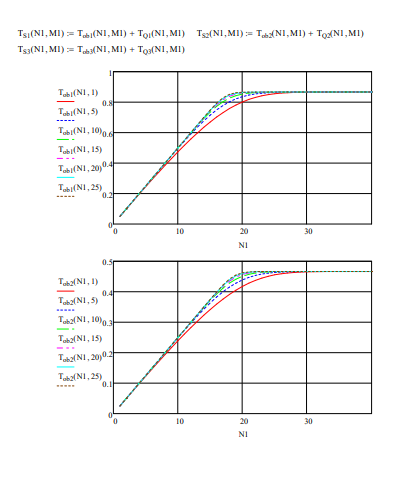 T_S1(N1,M1) := T_ob1(N1,M1) + T_Q1(N1,M1) T_S2(N1,M1) := T_ob2(N1,M1) + T_Q2(N1,M1)
T_S3(N1,M1) := T_ob3(N1,M1) + T_Q3(N1,M1)
1
T_ob1(N1,1)
0.8
T_ob1(N1,5)
T_ob1(N1,10)
0.6
T_ob1(N1,15)
0.4
T_ob1(N1,20)
T_ob1(N1,25)
0.2
0
0 10 20 30
N1
0.5
T_ob2(N1,1)
0.4
T_ob2(N1,5)
T_ob2(N1,10)
0.3
T_ob2(N1,15)
0.2
T_ob2(N1,20)
T_ob2(N1,25)
0.1
0
0 10 20 30
N1